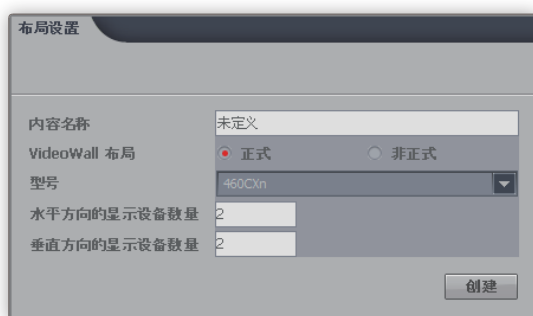 布局设置
内容名称 未定义
VideoWall 布局 正式 非正式
型号 460CXn
水平方向的显示设备数量 2
垂直方向的显示设备数量 2
创建